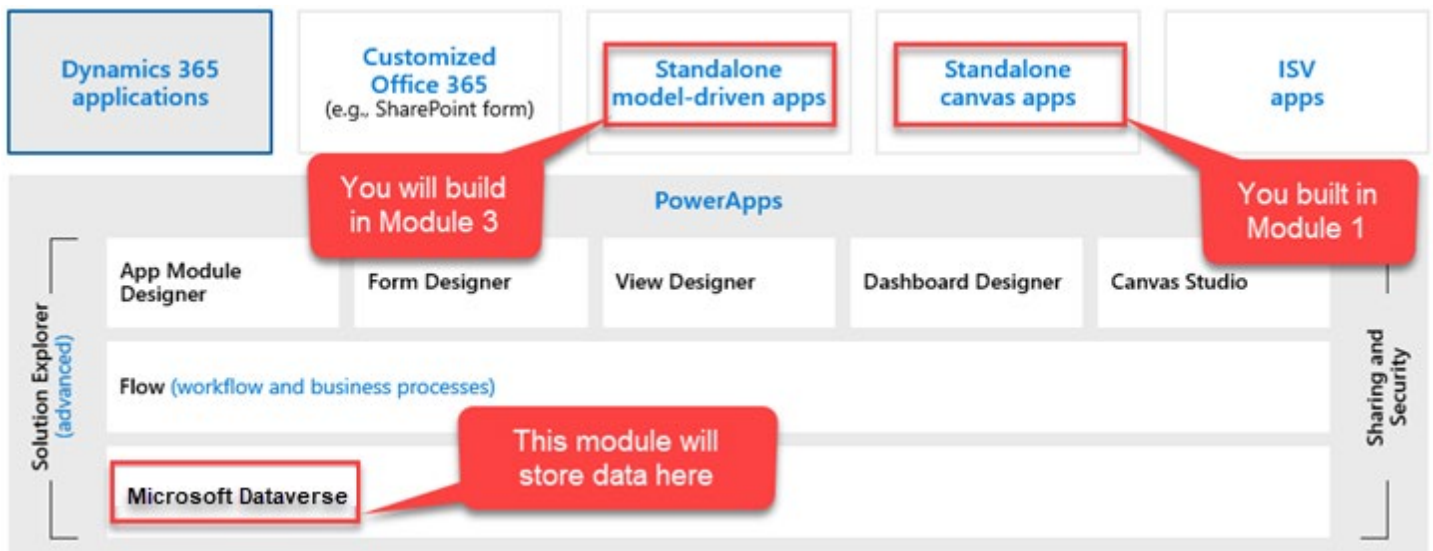 Dynamics 365
applications
Customized
Office 365
(e.g., SharePoint form)
Standalone
model-driven apps
Standalone
canvas apps
ISV
apps
You will build
in Module 3
PowerApps
You built in
Module 1
Solution Explorer
(advanced)
App Module
Designer
Form Designer
View Designer
Dashboard Designer
Canvas Studio
Sharing and
Security
Flow (workflow and business processes)
This module will
store data here
Microsoft Dataverse